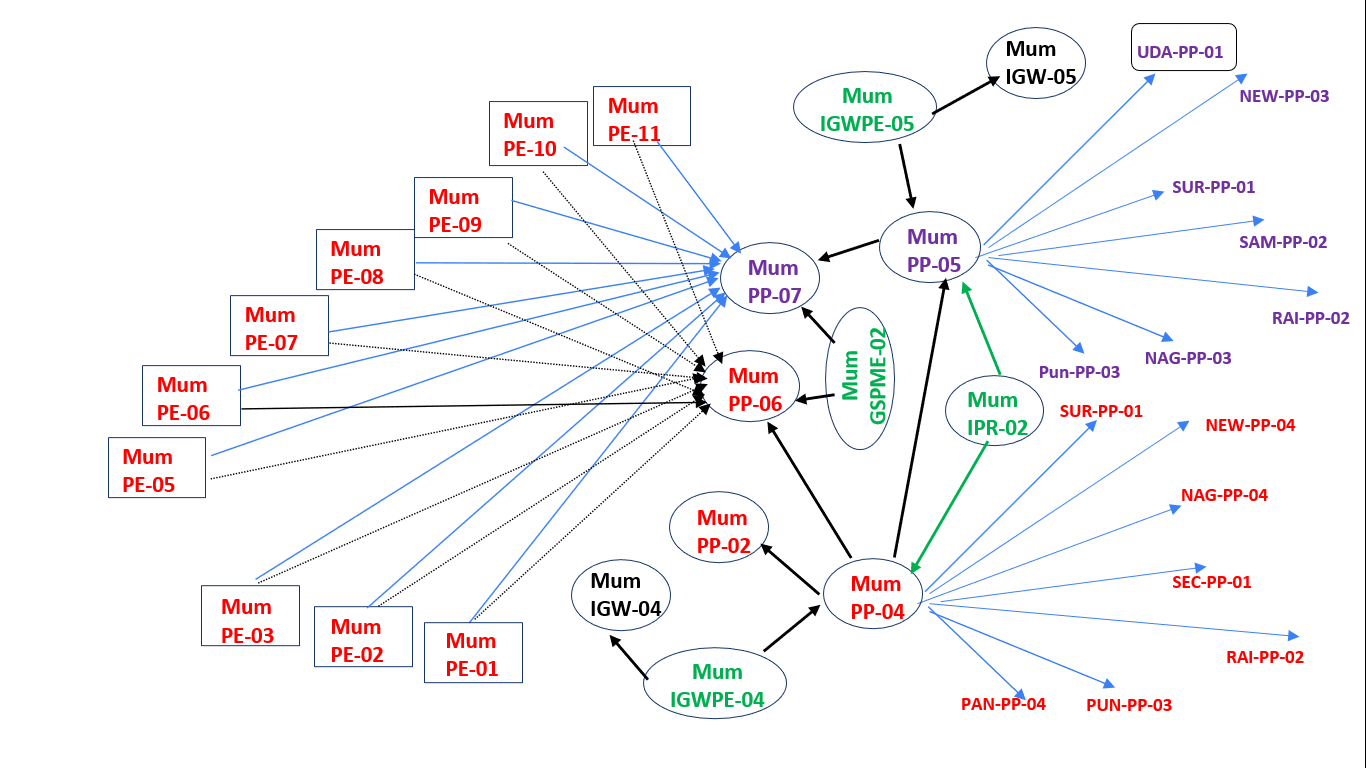 Mum
IGW-05
UDA-PP-01
Mum
IGWPE-05
NEW-PP-03
Mum
PE-11
Mum
PE-10
Mum
PE-09
SUR-PP-01
Mum
PE-08
Mum
PP-05
SAM-PP-02
Mum
PP-07
Mum
PE-07
RAI-PP-02
NAG-PP-03
Pun-PP-03
Mum
GSPME-02
Mum
PE-06
Mum
PP-06
Mum
IPR-02
SUR-PP-01
NEW-PP-04
Mum
PE-05
NAG-PP-04
Mum
PP-02
Mum
IGW-04
Mum
PP-04
SEC-PP-01
Mum
PE-03
Mum
PE-02
Mum
PE-01
RAI-PP-02
Mum
IGWPE-04
PAN-PP-04
PUN-PP-03